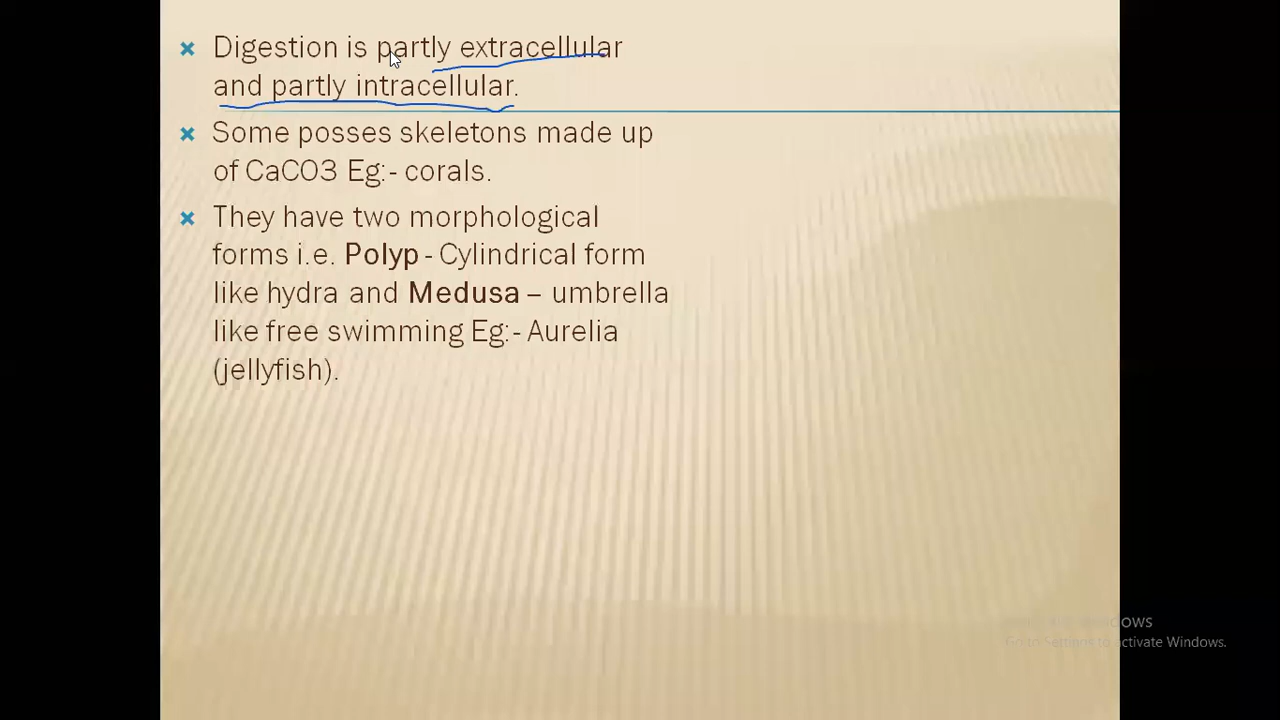 Digestion is partly extracellular
and partly intracellular.
Some posses skeletons made up
of CaCO3 Eg:- corals.
They have two morphological
forms i.e. Polyp - Cylindrical form
like hydra and Medusa – umbrella
like free swimming Eg:- Aurelia
(jellyfish).
Go to Settings to activate Windows.